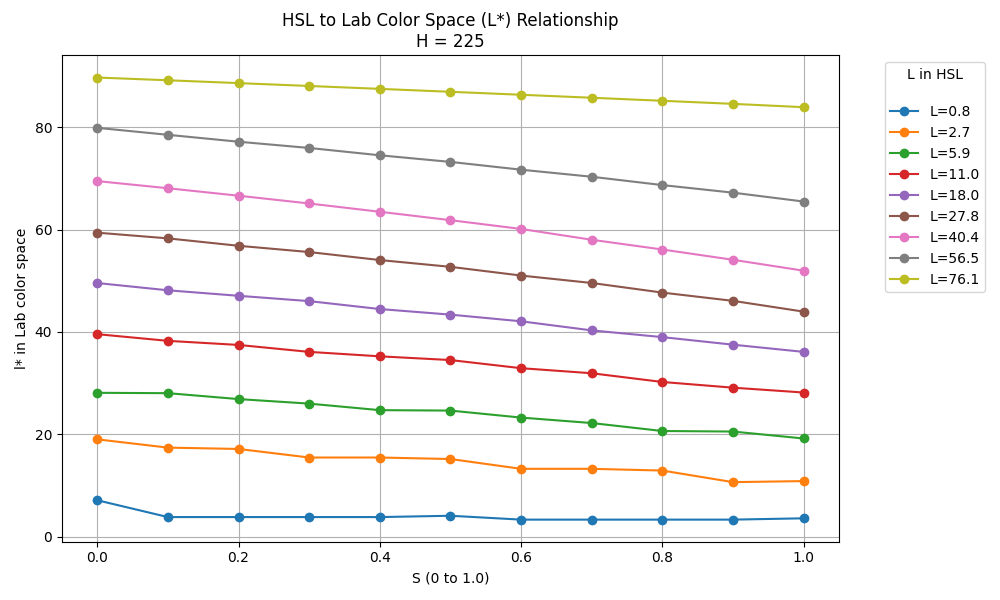 HSL to Lab Color Space (L*) Relationship
H = 225
L in HSL
L=0.8
L=2.7
L=5.9
L=11.0
L=18.0
L=27.8
L=40.4
L=56.5
L=76.1
l* in Lab color space
80
60
40
20
0
0.0 0.2 0.4 0.6 0.8 1.0
S (0 to 1.0)